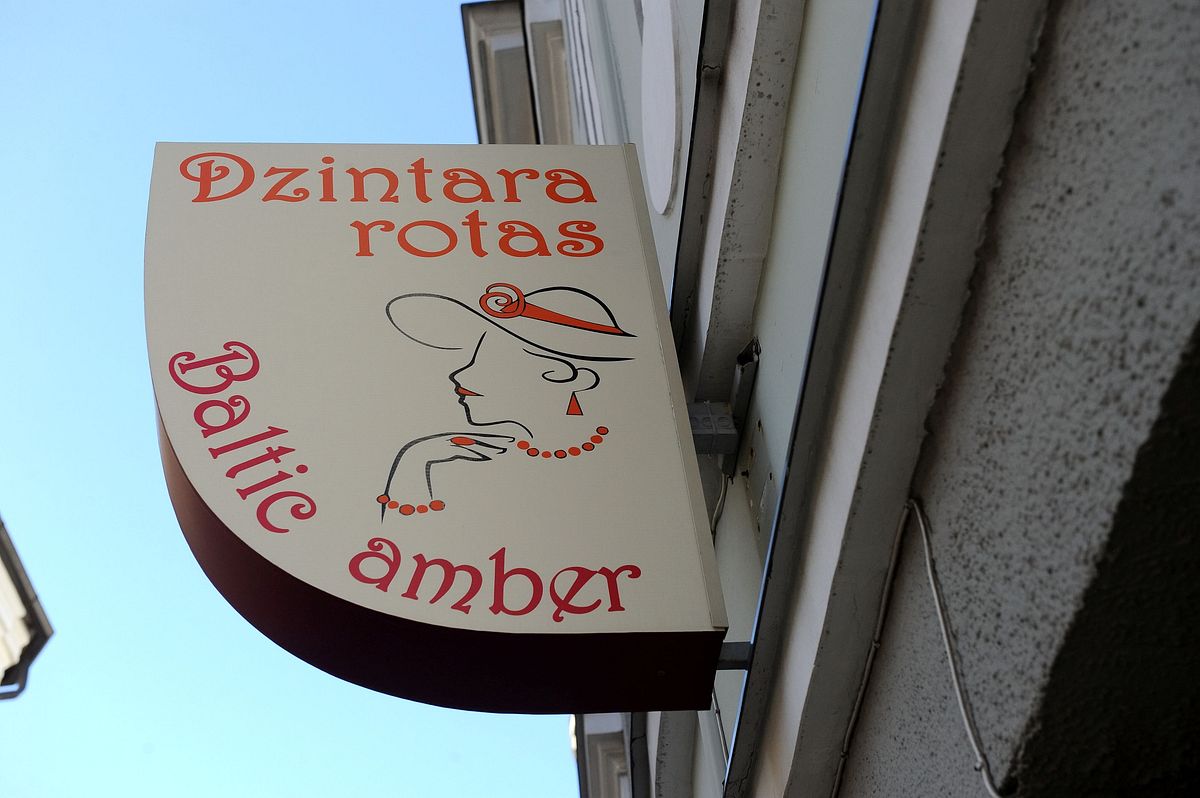 Dzintara
rotas
Baltic
amber